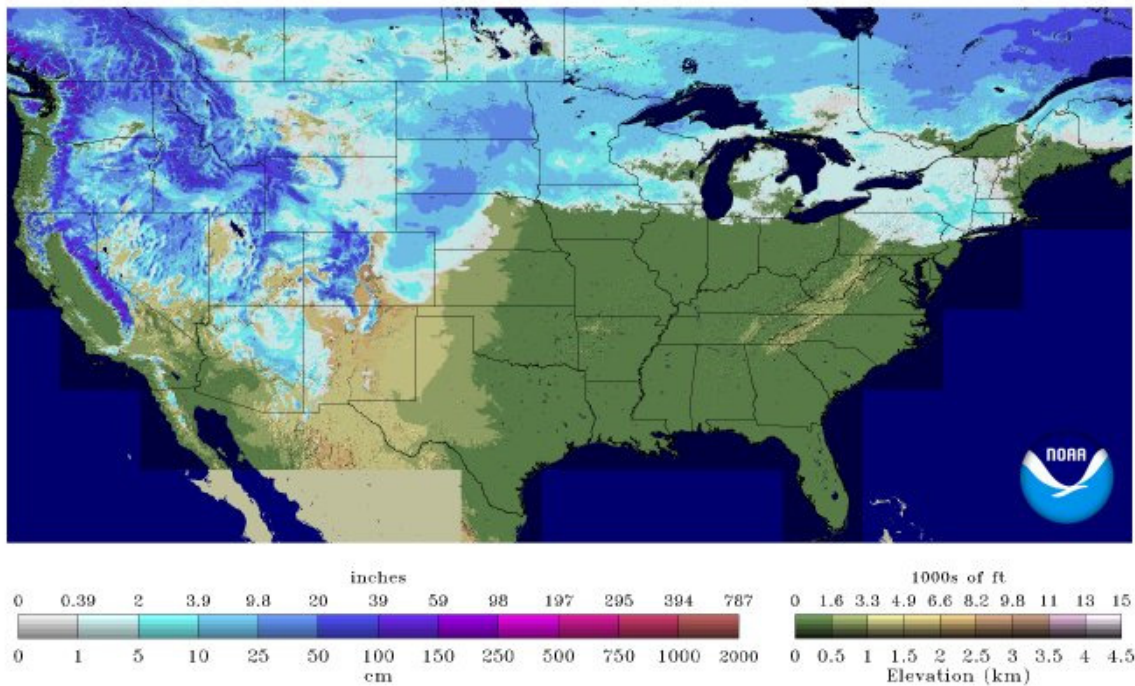 NOAA
inches
0 0.39 2 3.9 9.8 20 39 59 98 197 295 394 787
0 1 5 10 25 50 100 150 250 500 750 1000 2000
cm
1000s of ft
0 1.6 3.3 4.9 6.6 8.2 9.8 11 13 15
0 0.5 1 1.5 2 2.5 3 3.5 4 4.5
Elevation (km)